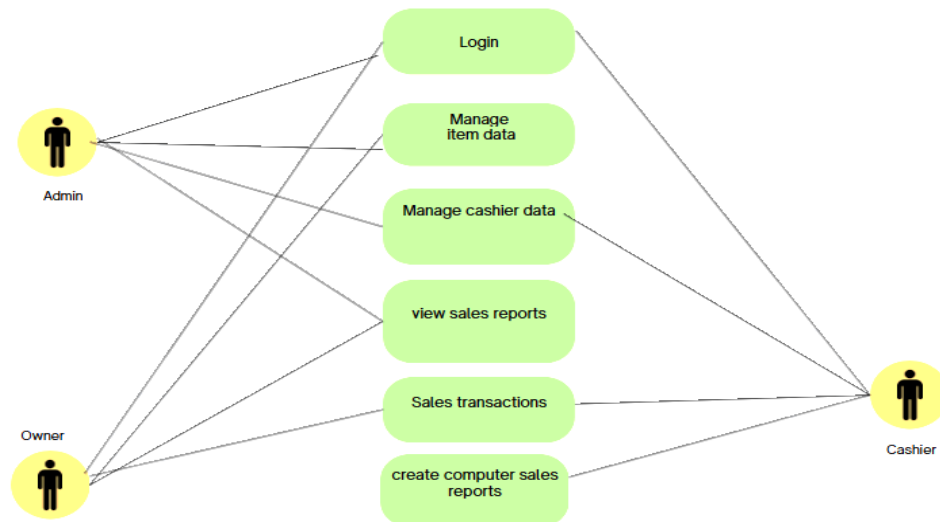 Login
Manage
item data
Admin
Manage cashier data
view sales reports
Sales transactions
Owner
Cashier
create computer sales
reports